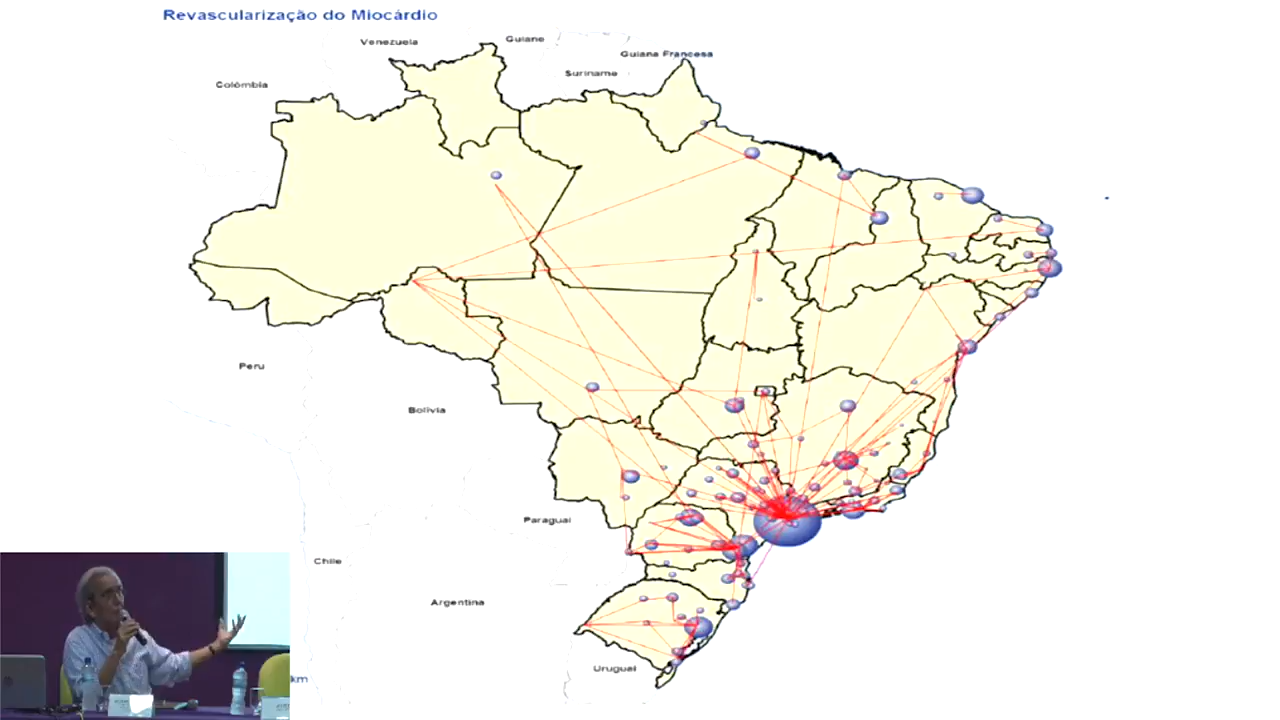 Revascularização do Miocárdio
Venezuela
Guiane
Guiana Francesa
Suriname
Colômbia
Peru
Bolívia
Paraguai
Chile
Argentina
Uruguai
km